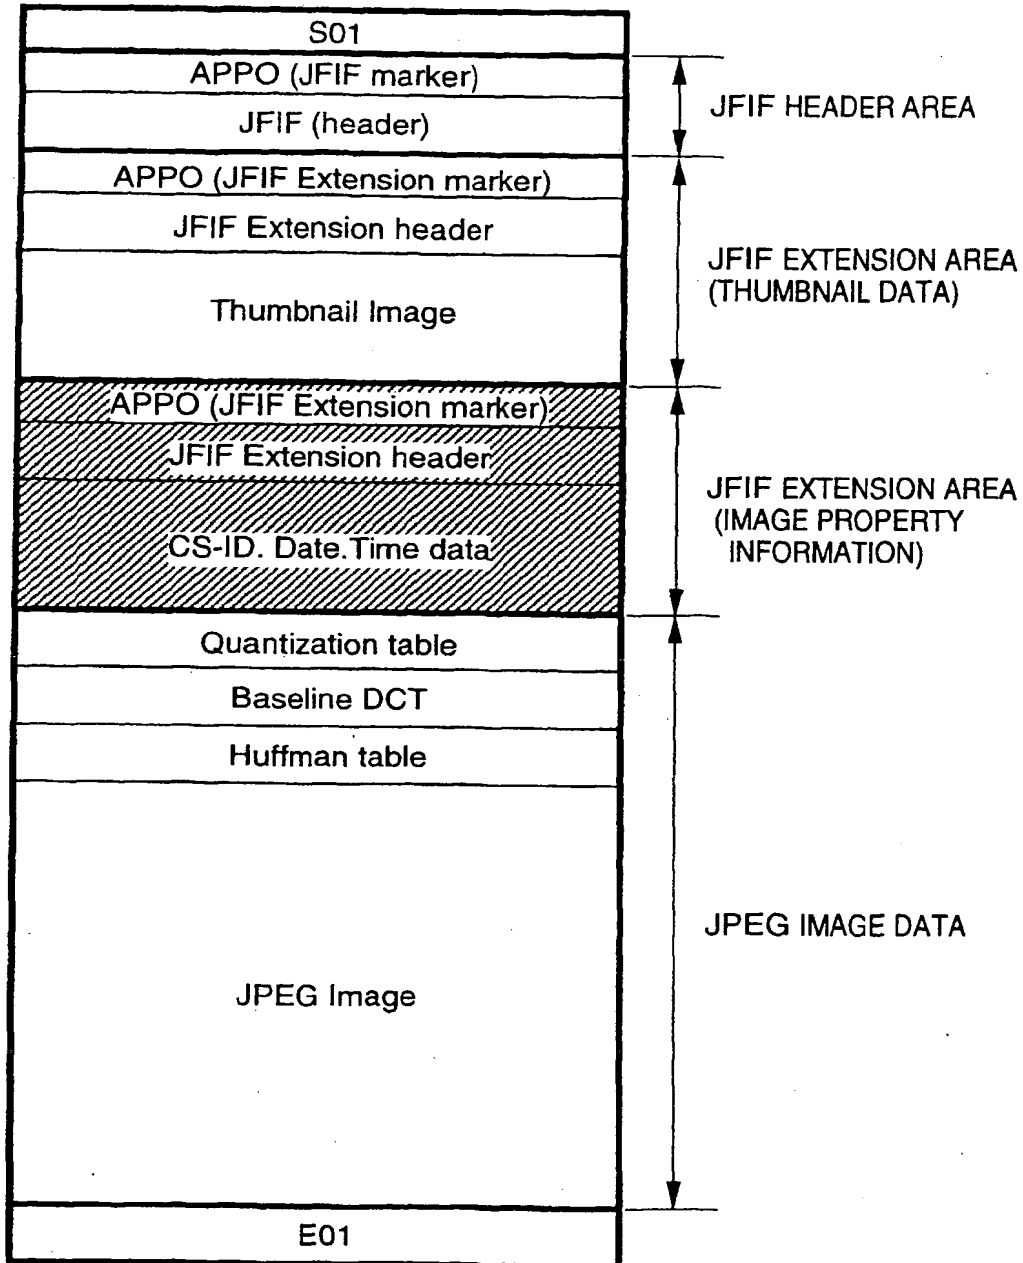 S01
APPO (JFIF marker)
JFIF (header)
JFIF HEADER AREA
APPO (JFIF Extension marker)
JFIF Extension header
Thumbnail Image
JFIF EXTENSION AREA
(THUMBNAIL DATA)
APPO (JFIF Extension marker)
JFIF Extension header
CS-ID. Date.Time data
JFIF EXTENSION AREA
(IMAGE PROPERTY
INFORMATION)
Quantization table
Baseline DCT
Huffman table
JPEG Image
JPEG IMAGE DATA
E01